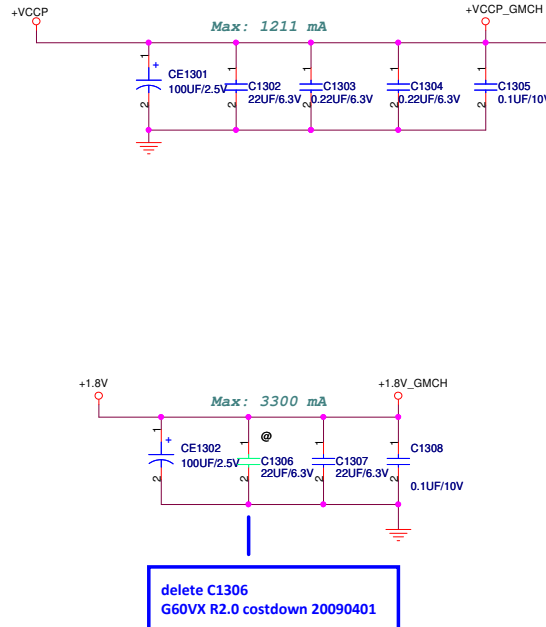 +VCCP
+VCCP_GMCH
Max: 1211 mA
1
+
CE1301
100UF/2.5V
2
1
C1302
22UF/6.3V
2
1
C1303
0.22UF/6.3V
2
1
C1304
0.22UF/6.3V
2
1
C1305
0.1UF/10V
2
+1.8V
+1.8V_GMCH
Max: 3300 mA
1
+
CE1302
100UF/2.5V
2
@
1
C1306
22UF/6.3V
2
1
C1307
22UF/6.3V
2
1
C1308
0.1UF/10V
2
delete C1306
G60VX R2.0 costdown 20090401